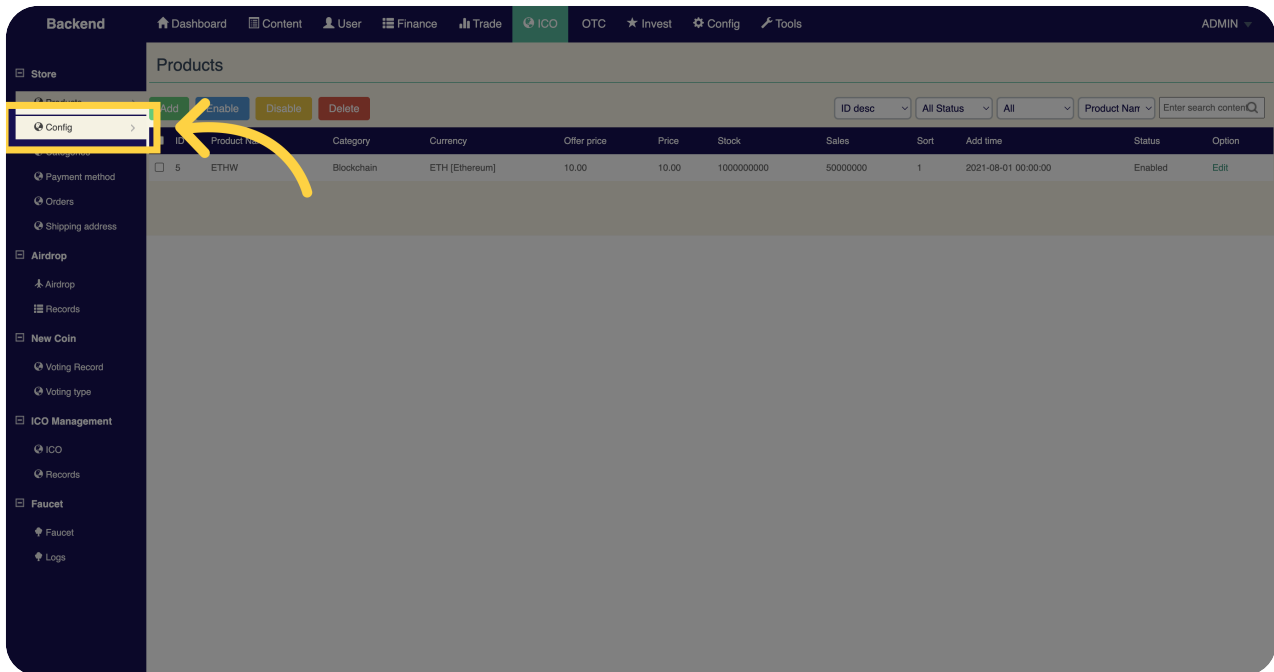 Backend
Dashboard Content User Finance Trade ICO OTC Invest Config Tools ADMIN
Store
Products
Config
Categories
Payment method
Orders
Shipping address
Airdrop
Airdrop
Records
New Coin
Voting Record
Voting type
ICO Management
ICO
Records
Faucet
Faucet
Logs
Products
Add Enable Disable Delete ID desc All Status All Product Nam Enter search content
ID Product Category Currency Offer price Price Stock Sales Sort Add time Status Option
5 ETHW Blockchain ETH [Ethereum] 10.00 10.00 1000000000 50000000 1 2021-08-01 00:00:00 Enabled Edit